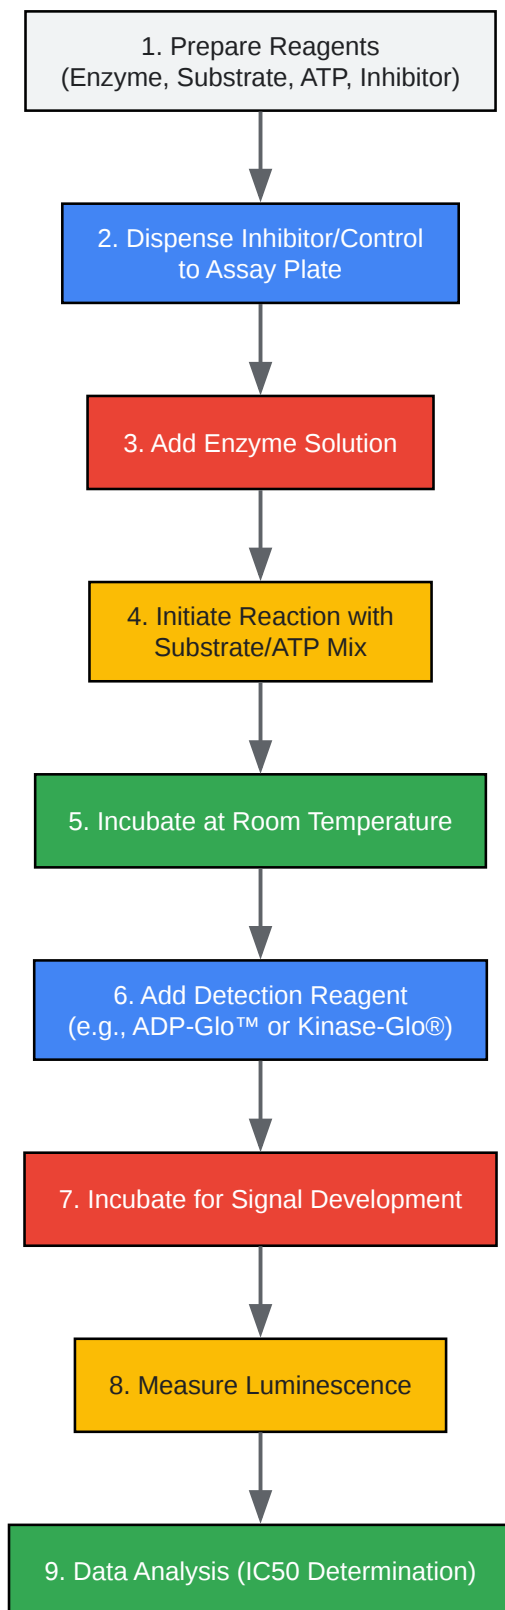 1. Prepare Reagents
(Enzyme, Substrate, ATP, Inhibitor)
2. Dispense Inhibitor/Control
to Assay Plate
3. Add Enzyme Solution
4. Initiate Reaction with
Substrate/ATP Mix
5. Incubate at Room Temperature
6. Add Detection Reagent
(e.g., ADP-Glo™ or Kinase-Glo®)
7. Incubate for Signal Development
8. Measure Luminescence
9. Data Analysis (IC50 Determination)